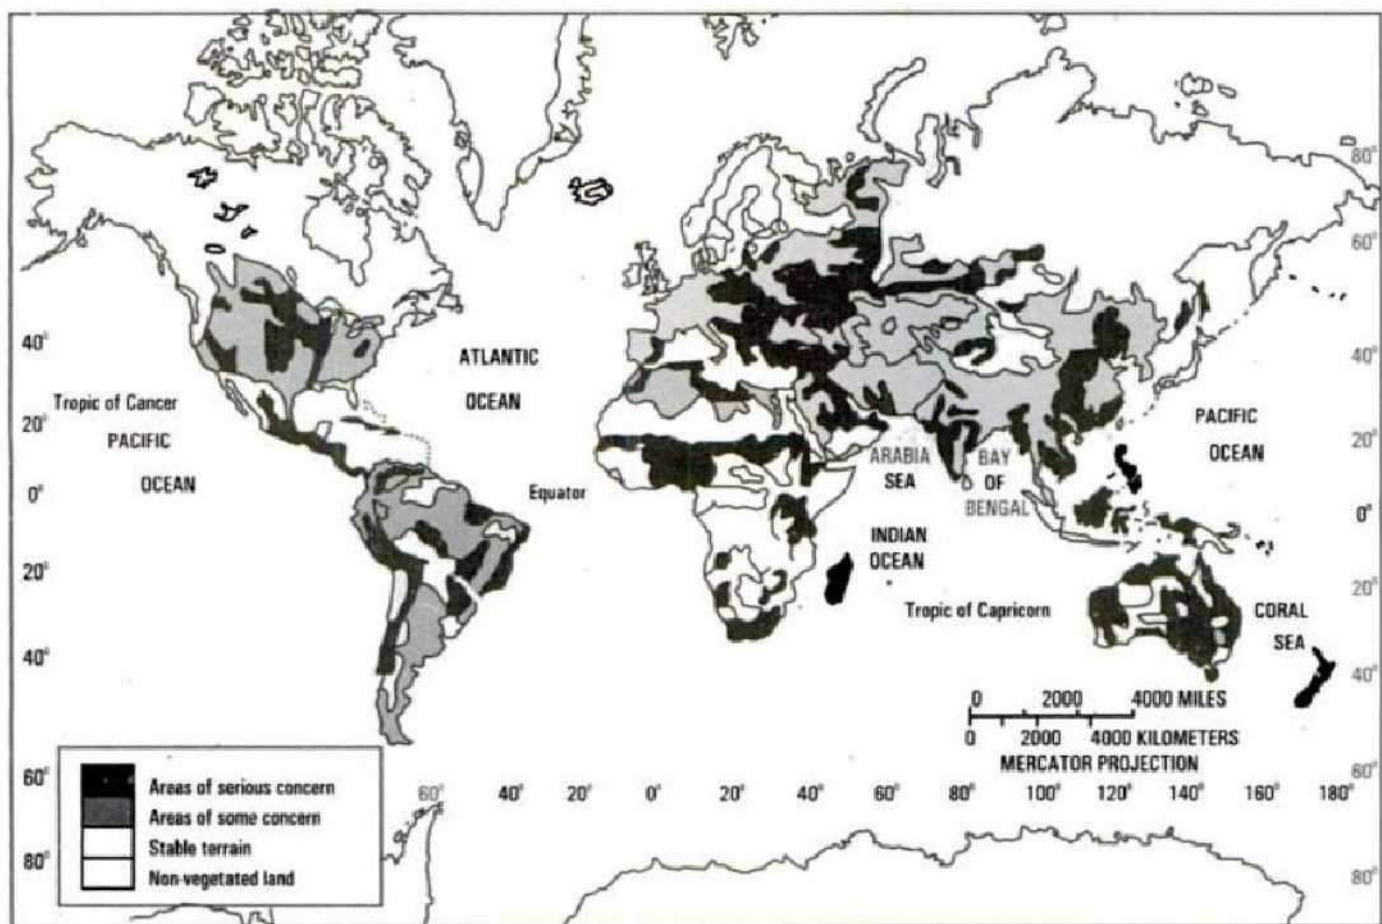 80°
60°
40°
40°
ATLANTIC
OCEAN
Tropic of Cancer
20°
PACIFIC
OCEAN
PACIFIC
OCEAN
20°
ARABIA
SEA
BAY
OF
BENGAL
0°
Equator
0°
INDIAN
OCEAN
20°
20°
Tropic of Capricorn
CORAL
SEA
40°
40°
0 2000 4000 MILES
0 2000 4000 KILOMETERS
MERCATOR PROJECTION
60°
60°
60° 40° 20° 0° 20° 40° 60° 80° 100° 120° 140° 160° 180°
80°
80°
Areas of serious concern
Areas of some concern
Stable terrain
Non-vegetated land